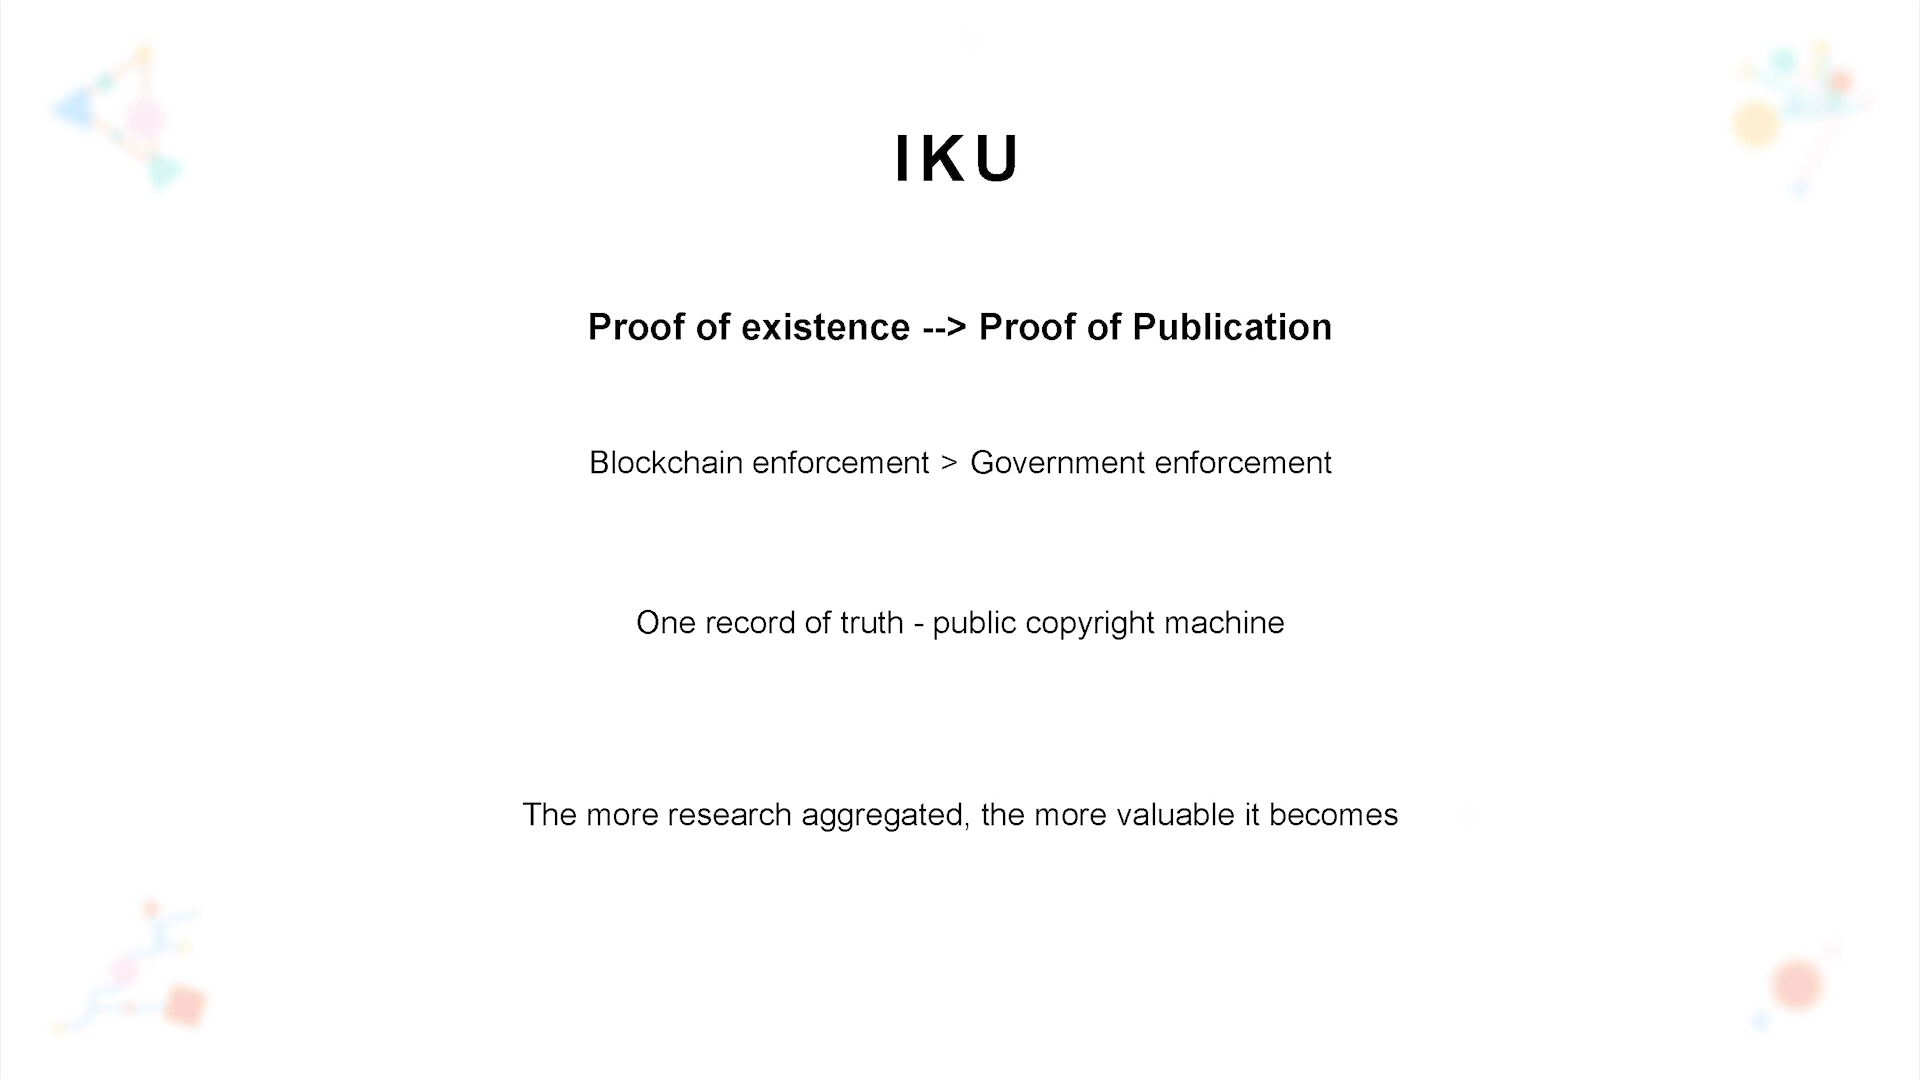 IKU
Proof of existence --> Proof of Publication
Blockchain enforcement > Government enforcement
One record of truth - public copyright machine
The more research aggregated, the more valuable it becomes